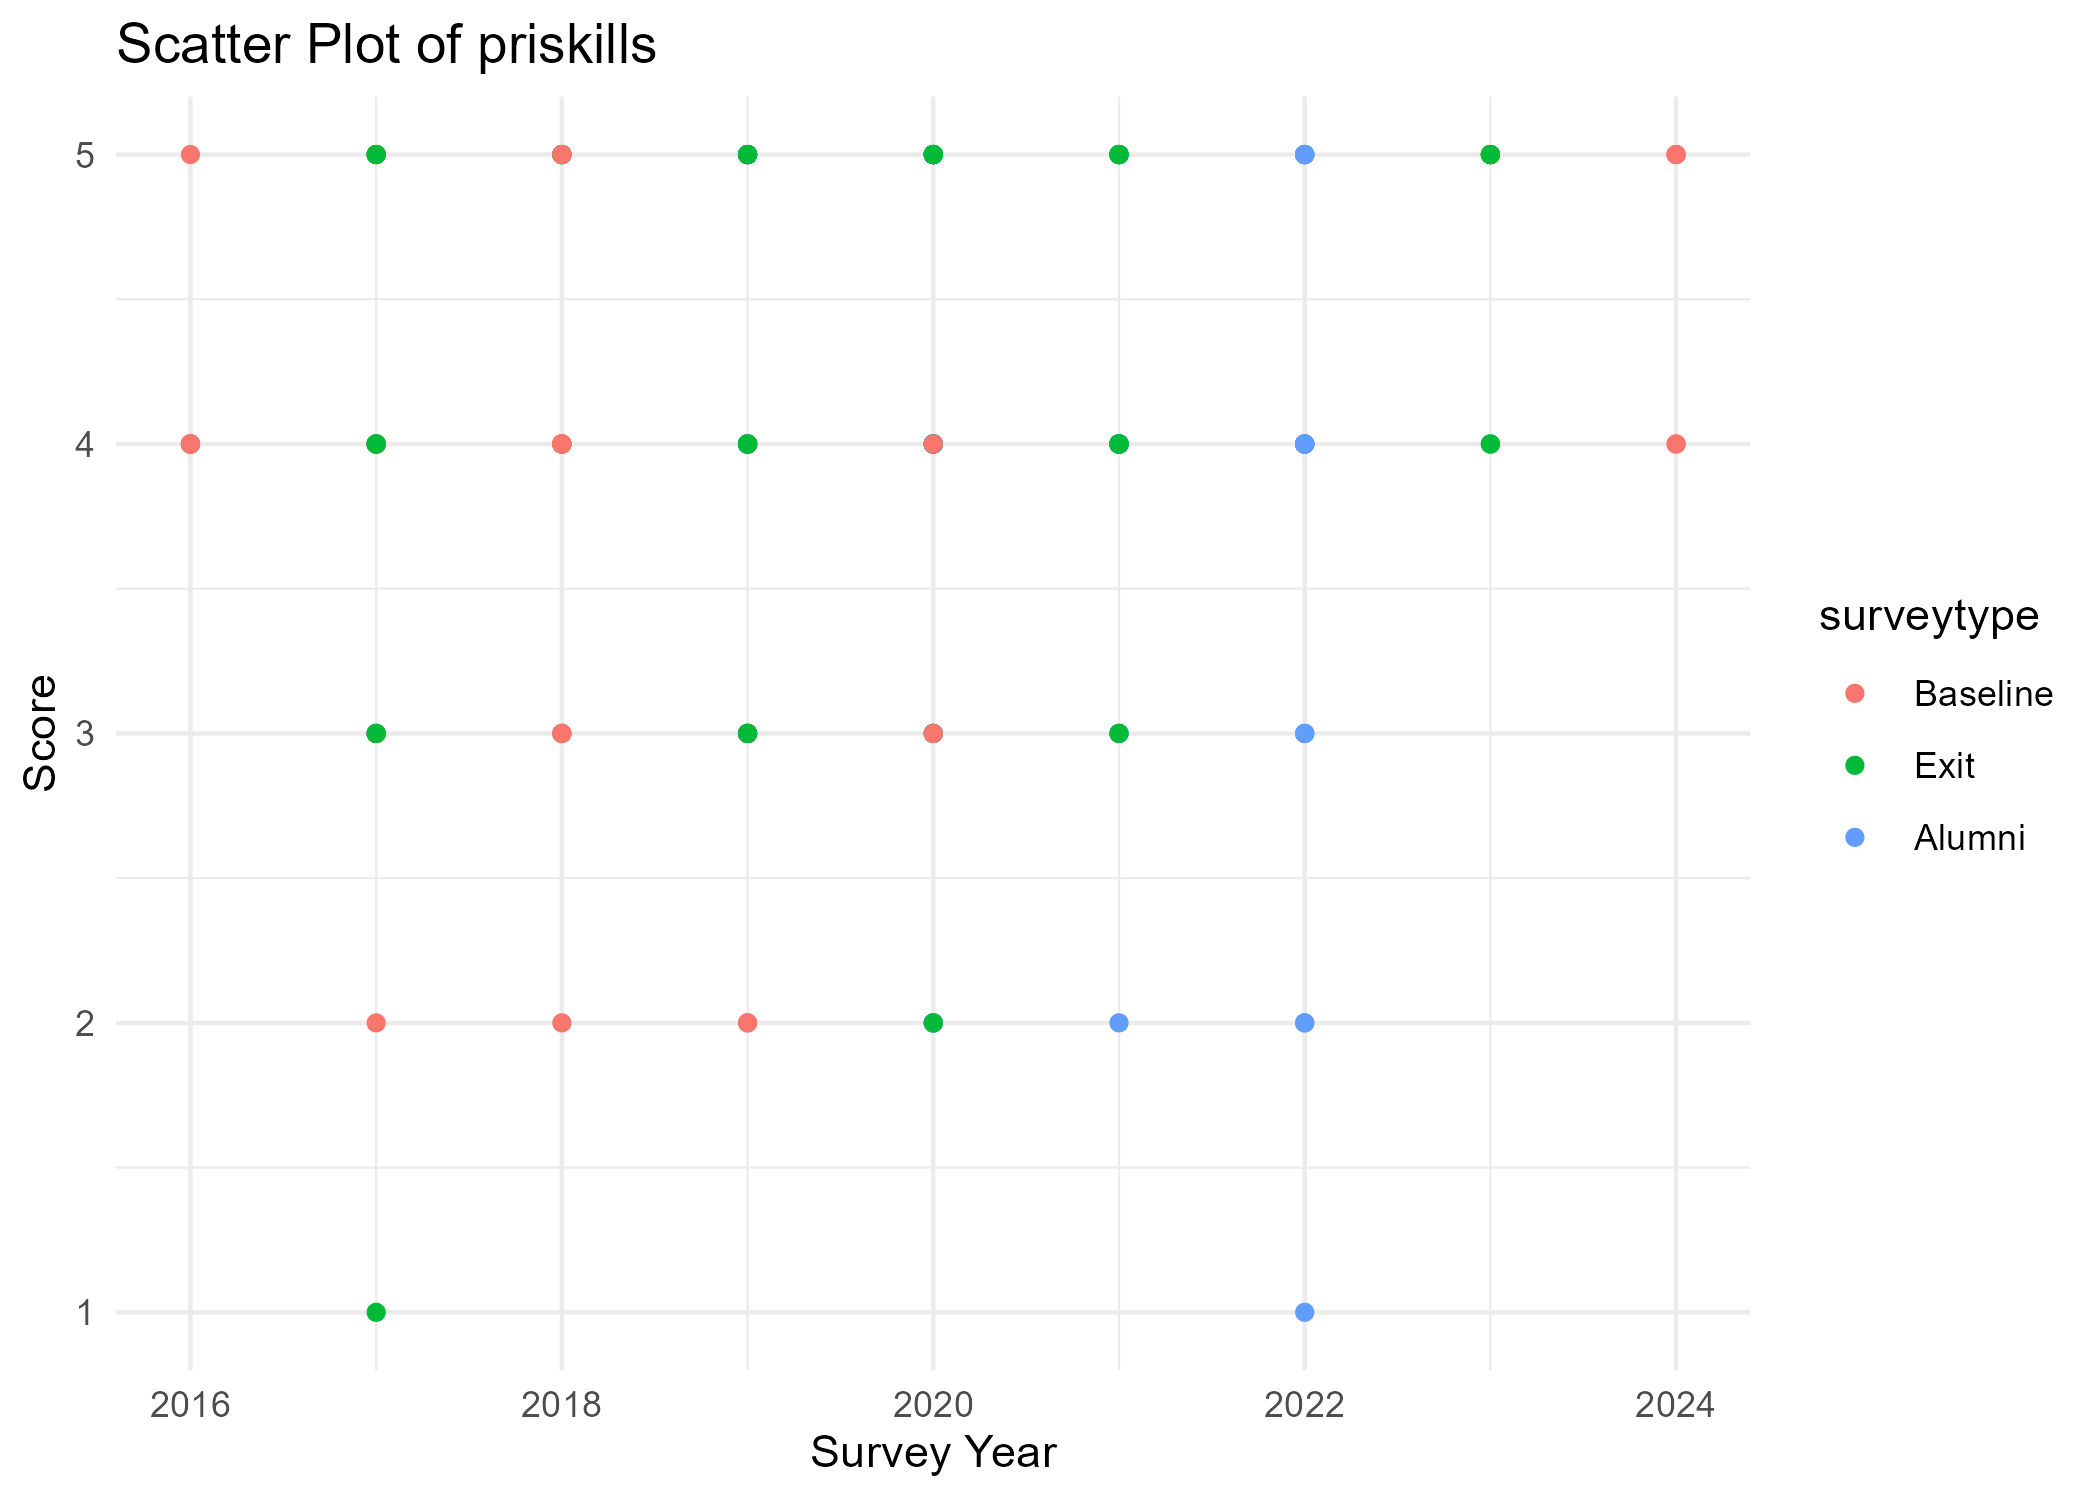 Scatter Plot of priskills
5
4
3
2
1
Score
2016 2018 2020 2022 2024
Survey Year
surveytype
Baseline
Exit
Alumni